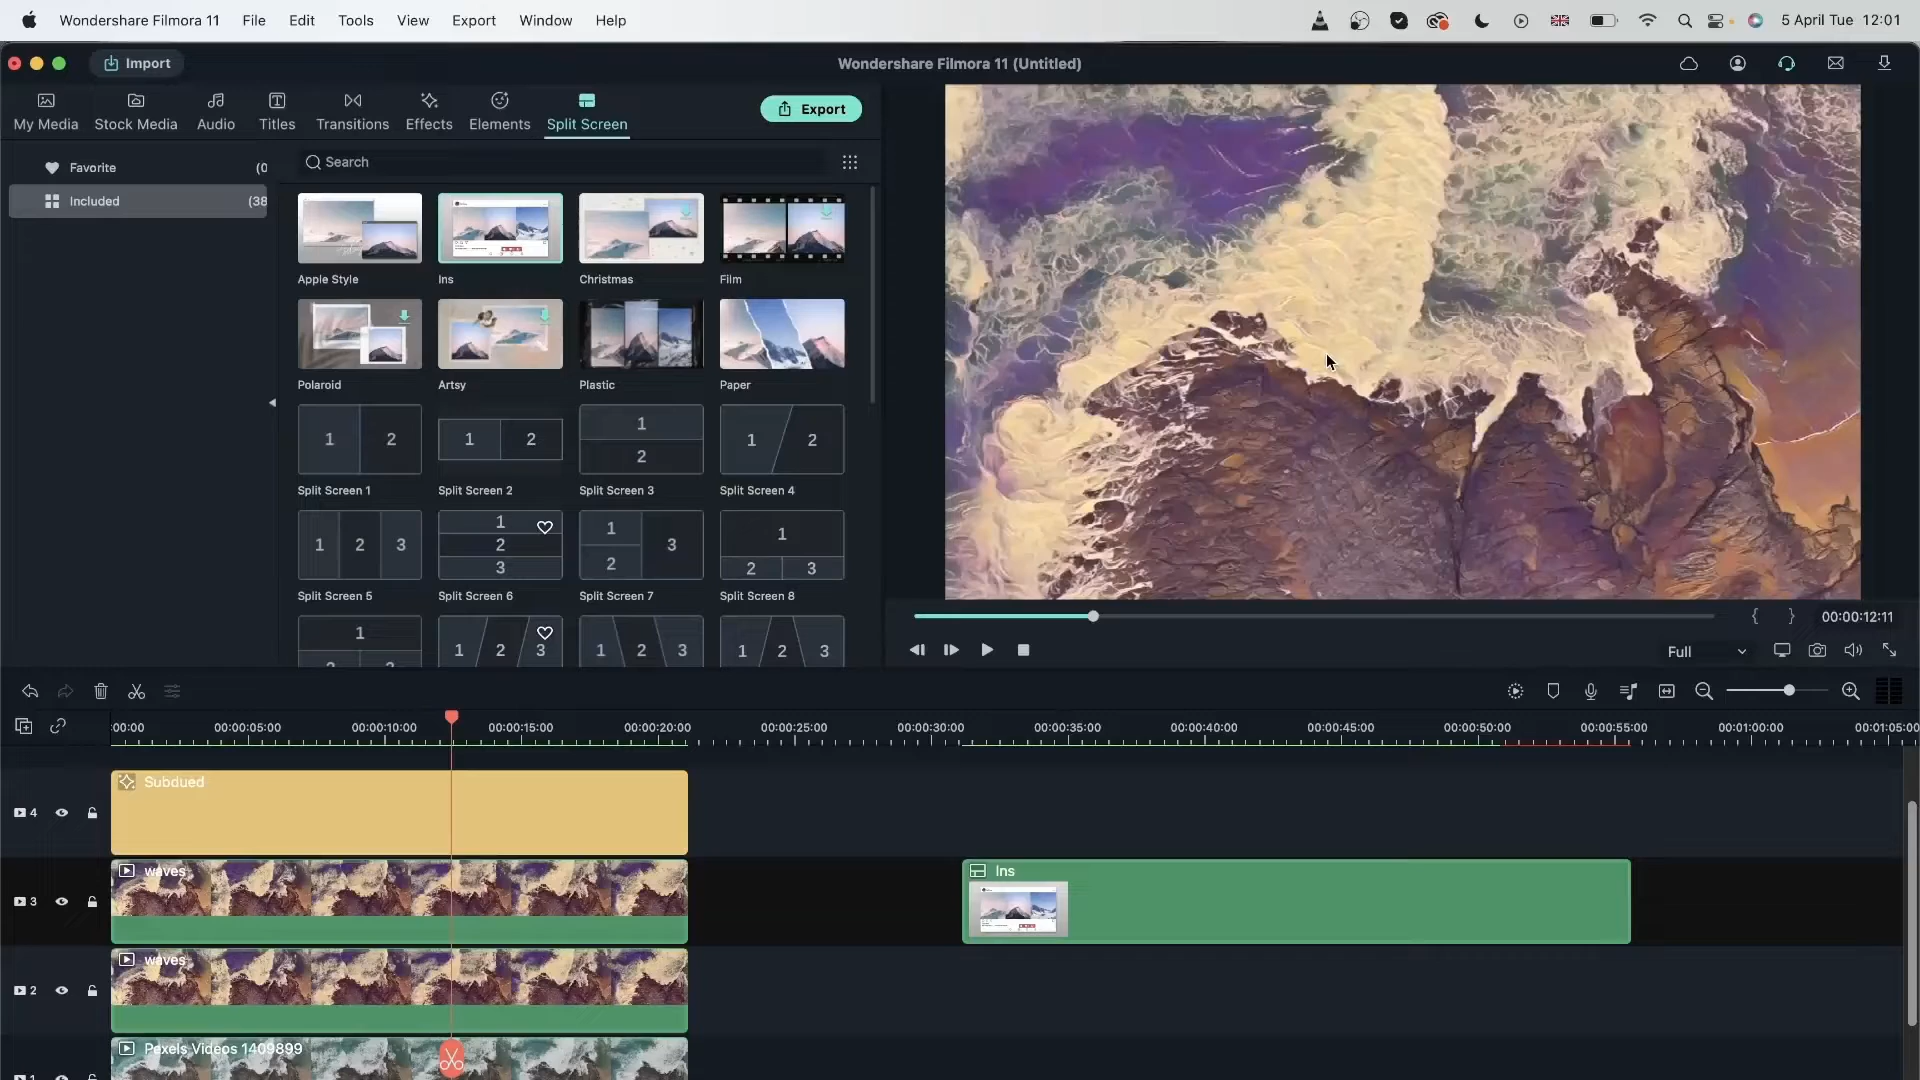 Wondershare Filmora 11 File Edit Tools View Export Window Help 5 April Tue 12:01
Import Wondershare Filmora 11 (Untitled)
My Media Stock Media Audio Titles Transitions Effects Elements Split Screen Export
Favorite (0
Included (38
Search
Apple Style Ins Christmas Film
Polaroid Artsy Plastic Paper
1 2 1 2 1 1 2
2
Split Screen 1 Split Screen 2 Split Screen 3 Split Screen 4
1 2 3 1 1 3 1
2 2 2 3
3
Split Screen 5 Split Screen 6 Split Screen 7 Split Screen 8
1 1 2 3 1 2 3 1 2 3
00:00:12:11
Full
:00:00 00:00:05:00 00:00:10:00 00:00:15:00 00:00:20:00 00:00:25:00 00:00:30:00 00:00:35:00 00:00:40:00 00:00:45:00 00:00:50:00 00:00:55:00 00:01:00:00 00:01:05:00
Subdued
4
waves Ins
3
waves
2
Pexels Videos 1409899
1